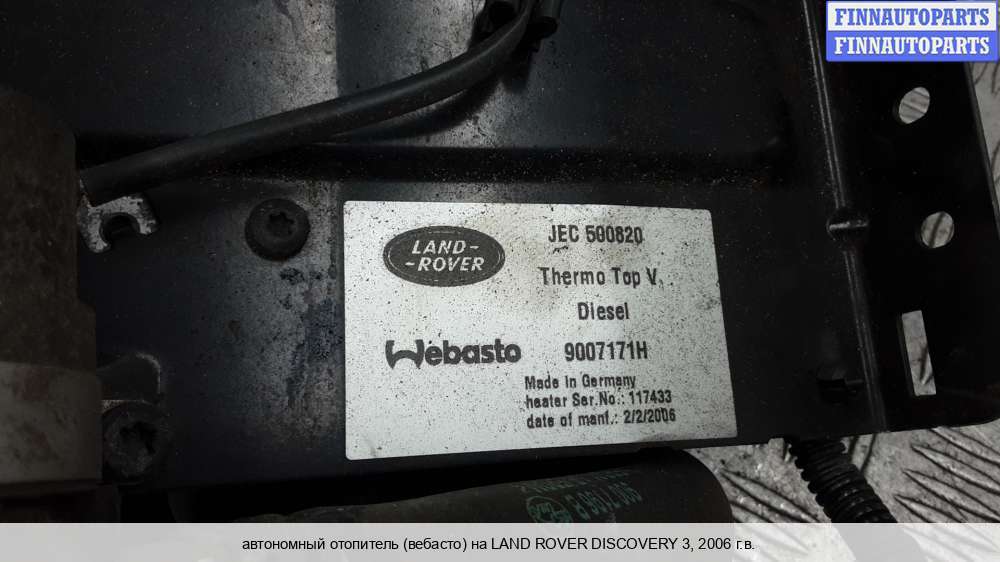 FINNAUTOPARTS
FINNAUTOPARTS
LAND-
-ROVER
JEC 500820
Thermo Top V
Diesel
Webasto
9007171H
Made in Germany
heater Ser.No.: 117433
date of manf.: 2/2/2006
автономный отопитель (вебасто) на LAND ROVER DISCOVERY 3, 2006 г.в.